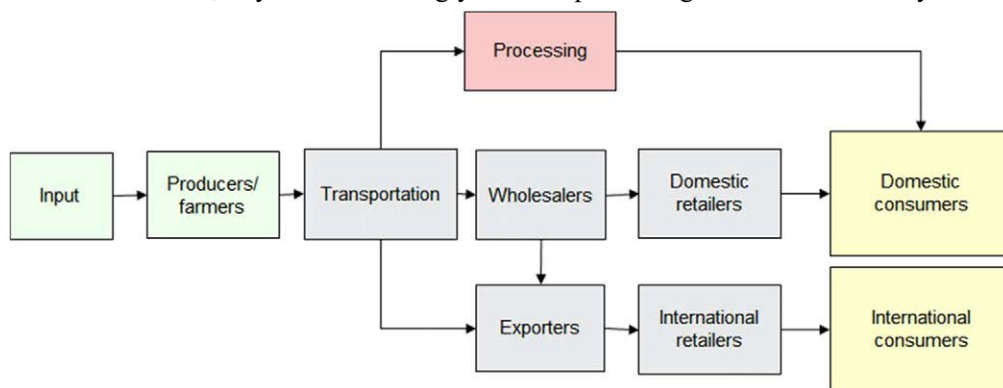 Processing
Input
Producers/
farmers
Transportation
Wholesalers
Domestic
retailers
Domestic
consumers
Exporters
International
retailers
International
consumers